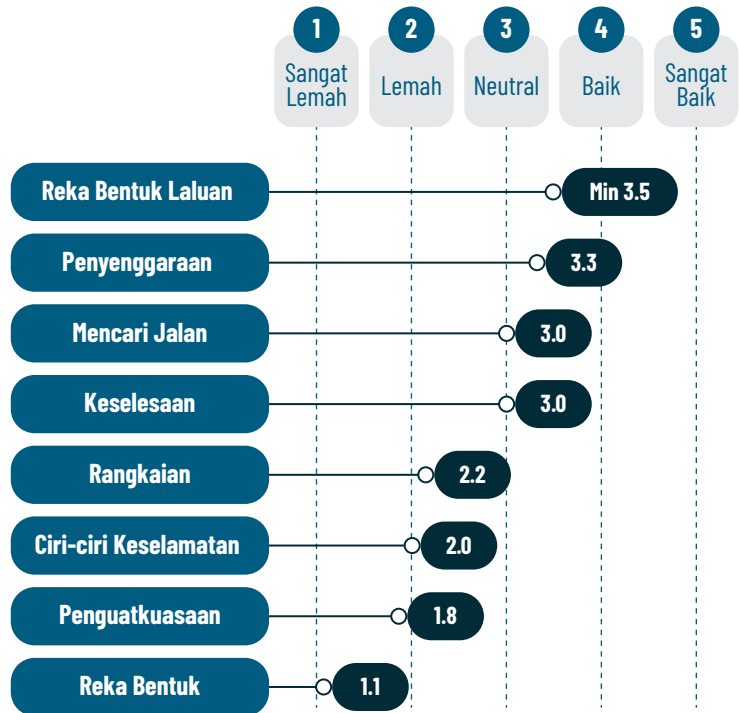 1 2 3 4 5
Sangat Lemah Neutral Baik Sangat
Lemah Baik
Reka Bentuk Laluan Min 3.5
Penyenggaraan 3.3
Mencari Jalan 3.0
Keselesaan 3.0
Rangkaian 2.2
Ciri-ciri Keselamatan 2.0
Penguatkuasaan 1.8
Reka Bentuk 1.1